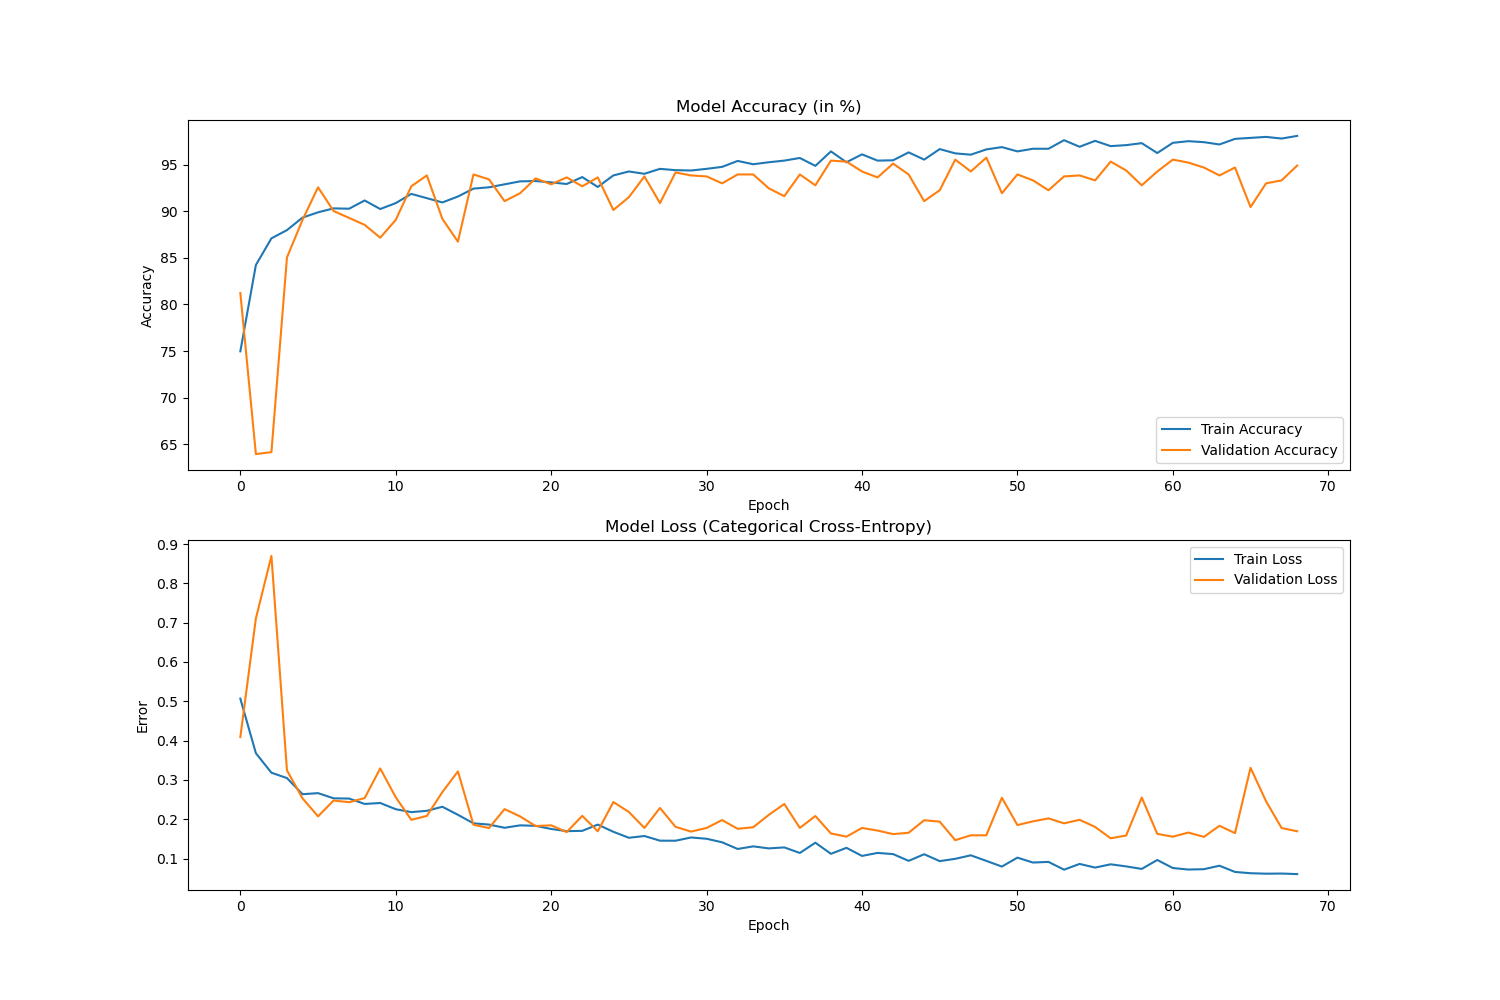 Model Accuracy (in %)
Accuracy
95
90
85
80
75
70
65
Train Accuracy
Validation Accuracy
0 10 20 30 40 50 60 70
Epoch
Model Loss (Categorical Cross-Entropy)
Error
0.9
0.8
0.7
0.6
0.5
0.4
0.3
0.2
0.1
Train Loss
Validation Loss
0 10 20 30 40 50 60 70
Epoch